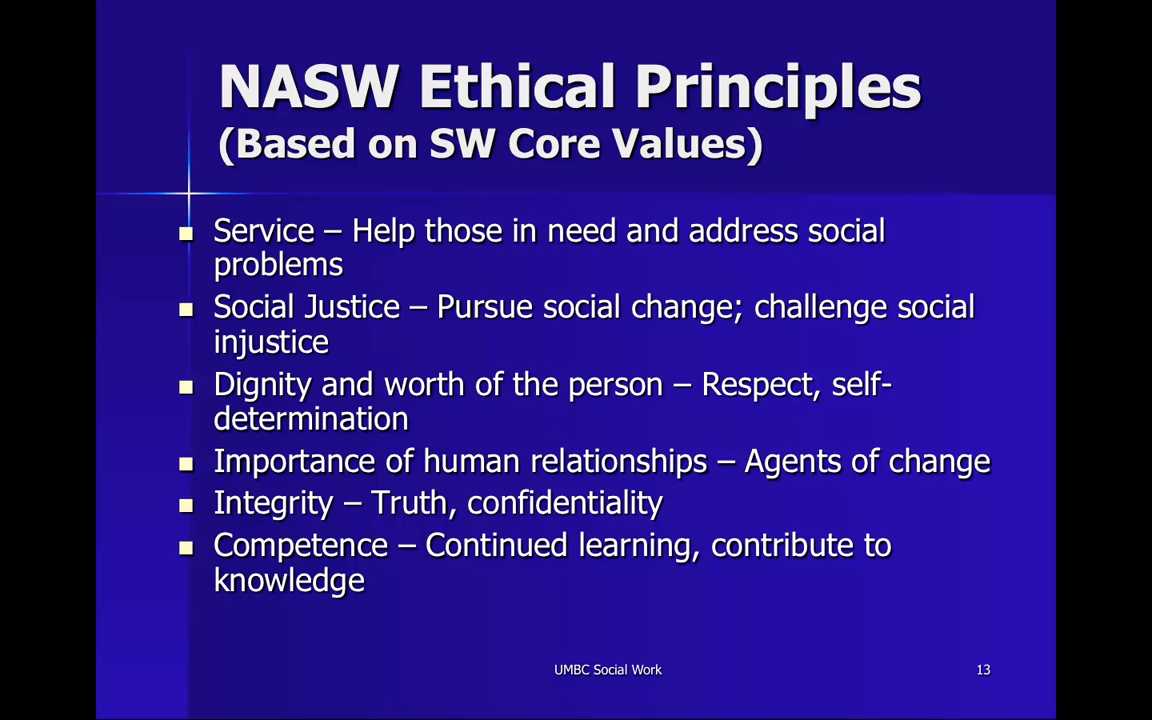 NASW Ethical Principles
(Based on SW Core Values)
Service – Help those in need and address social
problems
Social Justice – Pursue social change; challenge social
injustice
Dignity and worth of the person – Respect, self-
determination
Importance of human relationships – Agents of change
Integrity – Truth, confidentiality
Competence – Continued learning, contribute to
knowledge
UMBC Social Work
13